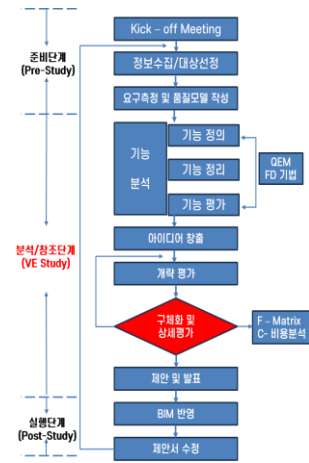 Kick – off Meeting
준비단계
(Pre-Study)
정보수집/대상선정
요구측정 및 품질모델 작성
기능
분석
기능 정의
기능 정리
기능 평가
QEM
FD 기법
아이디어 창출
분석/창조단계
(VE Study)
개략 평가
구체화 및
상세평가
F – Matrix
C- 비용분석
제안 및 발표
BIM 반영
실행단계
(Post-Study)
제안서 수정